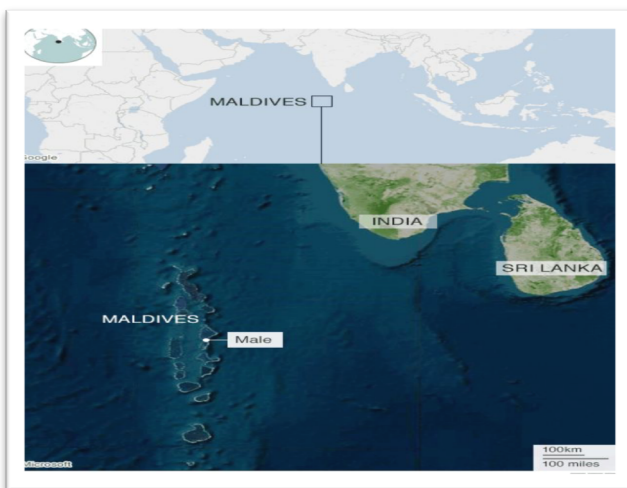 MALDIVES
Google
INDIA
SRI LANKA
MALDIVES
Male
100km
100 miles
Microsoft